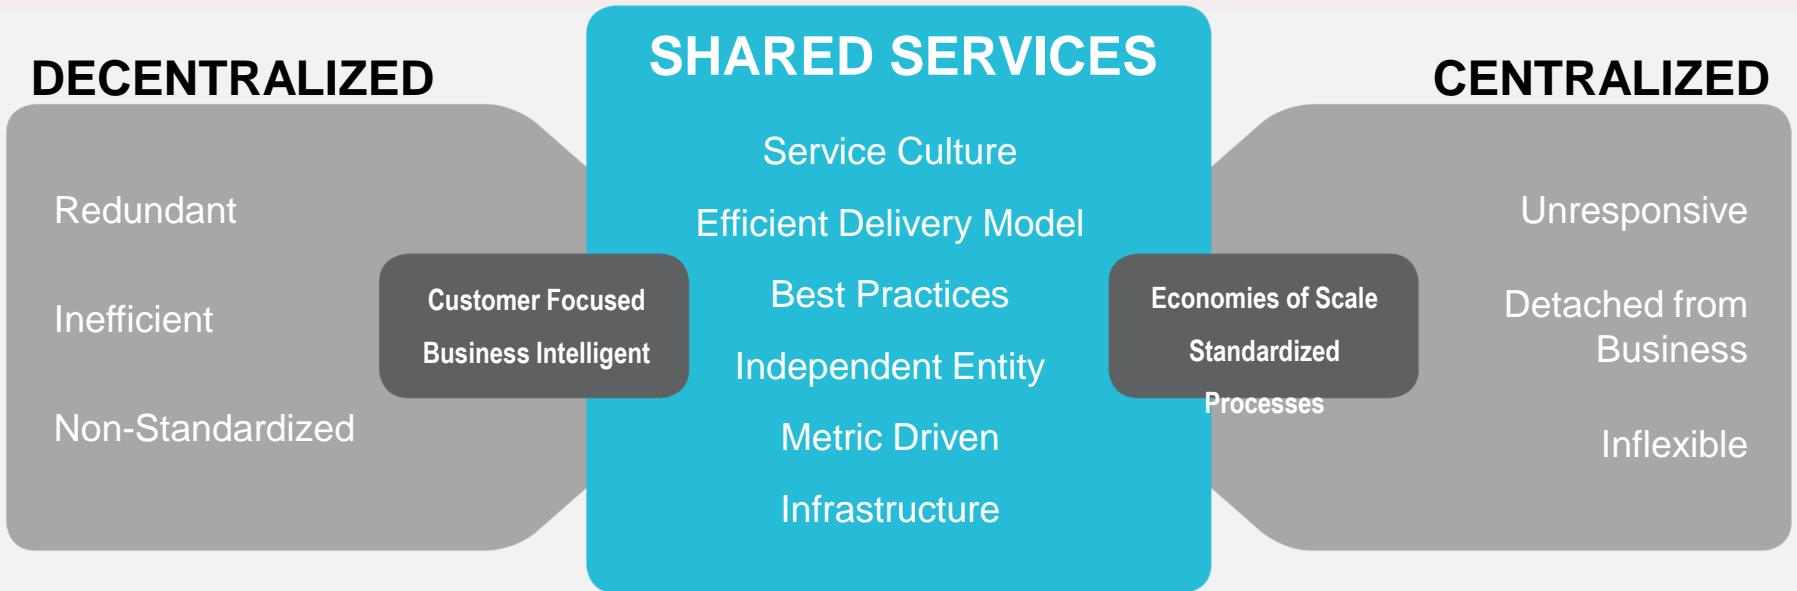 DECENTRALIZED
Redundant
Inefficient
Non-Standardized
Customer Focused
Business Intelligent
SHARED SERVICES
Service Culture
Efficient Delivery Model
Best Practices
Independent Entity
Metric Driven
Infrastructure
Economies of Scale
Standardized
Processes
CENTRALIZED
Unresponsive
Detached from
Business
Inflexible